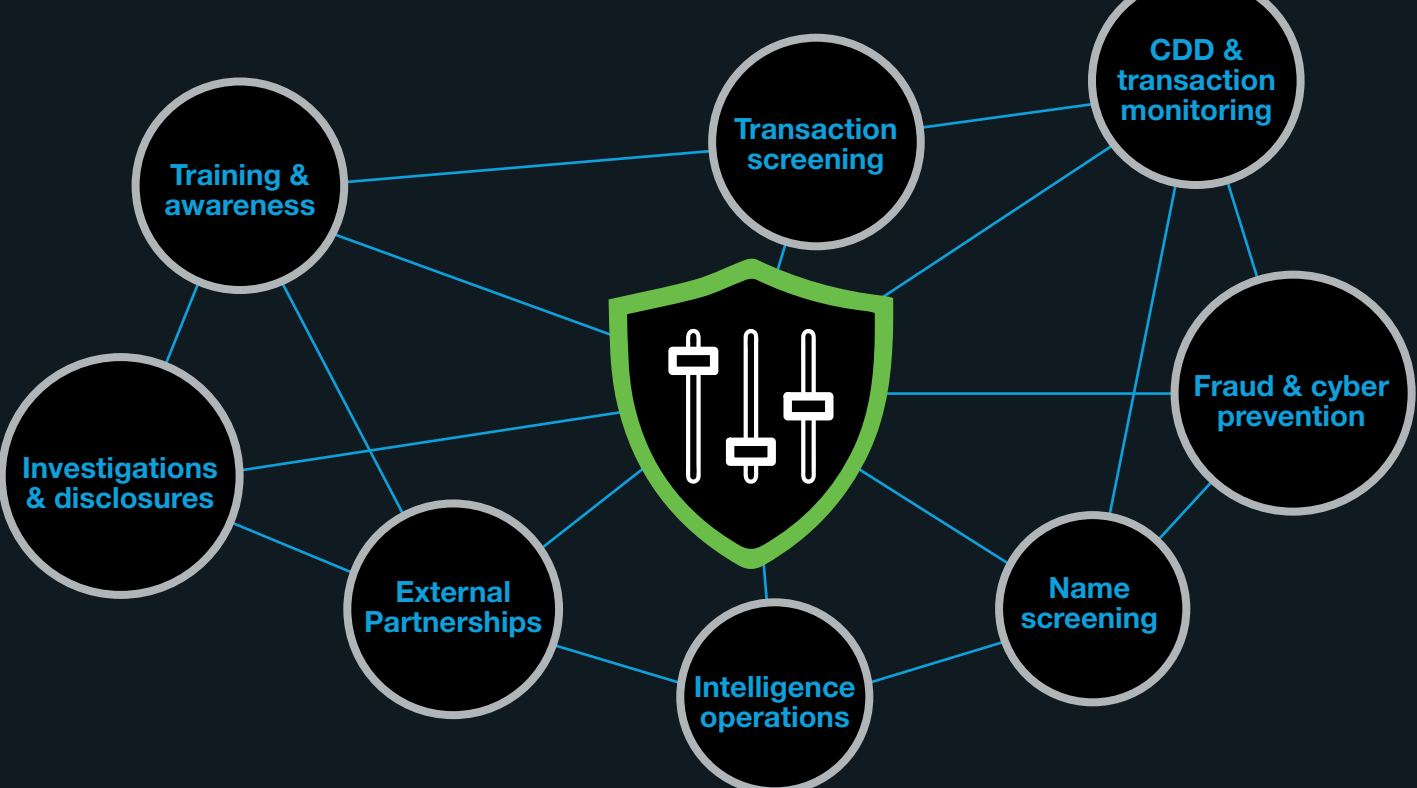 CDD &
transaction
monitoring
Transaction
screening
Training &
awareness
Fraud & cyber
prevention
Investigations
& disclosures
External
Partnerships
Name
screening
Intelligence
operations